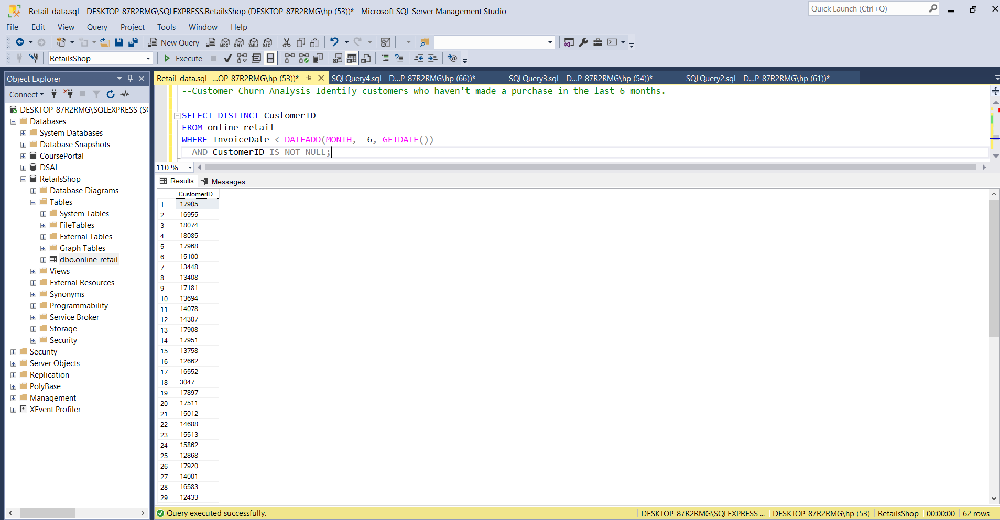 Retail_data.sql - DESKTOP-87R2RMG\SQLEXPRESS.RetailsShop (DESKTOP-87R2RMG\hp (53))* - Microsoft SQL Server Management Studio
Quick Launch (Ctrl+Q)
File Edit View Query Project Tools Window Help
New Query
MDX DMX XMLA DAX
RetailsShop
Execute
Object Explorer
Retail_data.sql -...OP-87R2RMG\hp (53))*
SQLQuery4.sql - D...P-87R2RMG\hp (66))*
SQLQuery3.sql - D...P-87R2RMG\hp (54))*
SQLQuery2.sql - D...P-87R2RMG\hp (61))*
Connect
DESKTOP-87R2RMG\SQLEXPRESS (SQ
Databases
System Databases
Database Snapshots
CoursePortal
DSAI
RetailsShop
Database Diagrams
Tables
System Tables
FileTables
External Tables
Graph Tables
dbo.online_retail
Views
External Resources
Synonyms
Programmability
Service Broker
Storage
Security
Security
Server Objects
Replication
PolyBase
Management
XEvent Profiler
--Customer Churn Analysis Identify customers who haven’t made a purchase in the last 6 months.
SELECT DISTINCT CustomerID
FROM online_retail
WHERE InvoiceDate < DATEADD(MONTH, -6, GETDATE())
AND CustomerID IS NOT NULL;
110 %
Results Messages
CustomerID
1 17905
2 16955
3 18074
4 18085
5 17968
6 15100
7 13448
8 13408
9 17181
10 13694
11 14078
12 14307
13 17908
14 17951
15 13758
16 12662
17 16552
18 3047
19 17897
20 17511
21 15012
22 14688
23 15513
24 15862
25 12868
26 17920
27 14001
28 16583
29 12433
Query executed successfully.
DESKTOP-87R2RMG\SQLEXPRESS ... DESKTOP-87R2RMG\hp (53) RetailsShop 00:00:00 62 rows